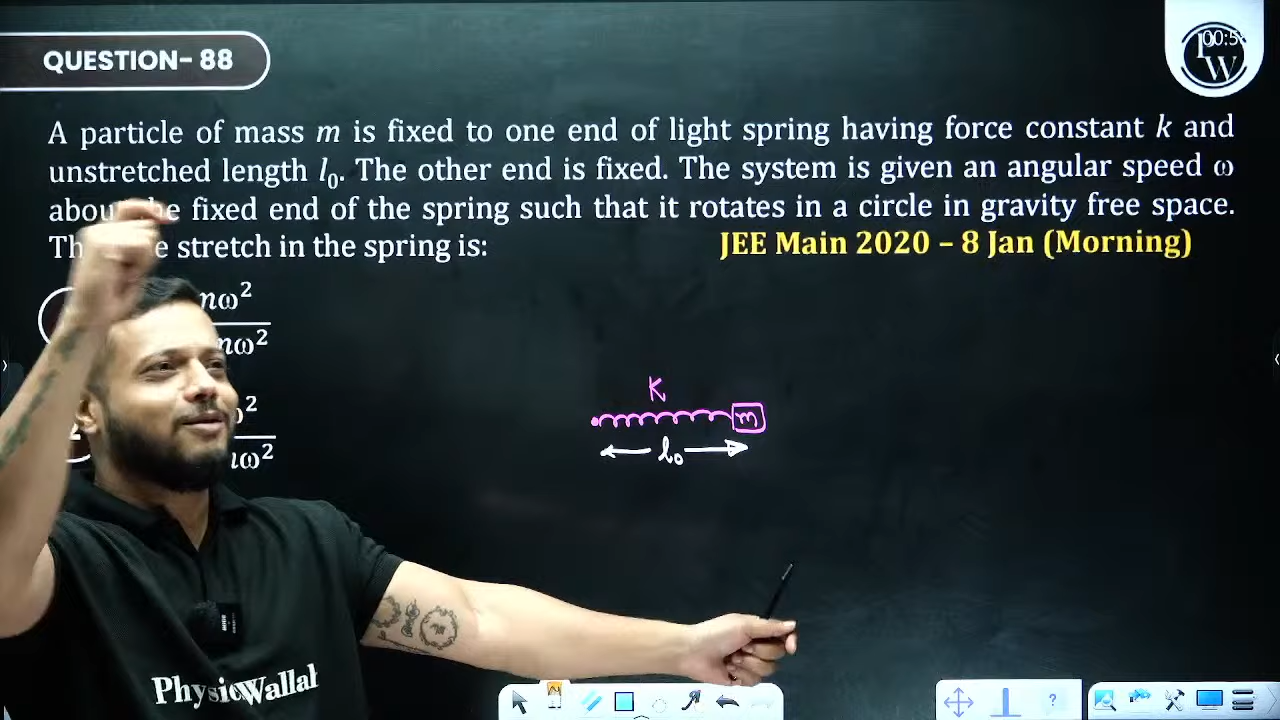 QUESTION- 88
A particle of mass m is fixed to one end of light spring having force constant k and
unstretched length l₀. The other end is fixed. The system is given an angular speed ω
fixed end of the spring such that it rotates in a circle in gravity free space.
stretch in the spring is:
JEE Main 2020 – 8 Jan (Morning)
K
m
l₀
PhysicsWallah